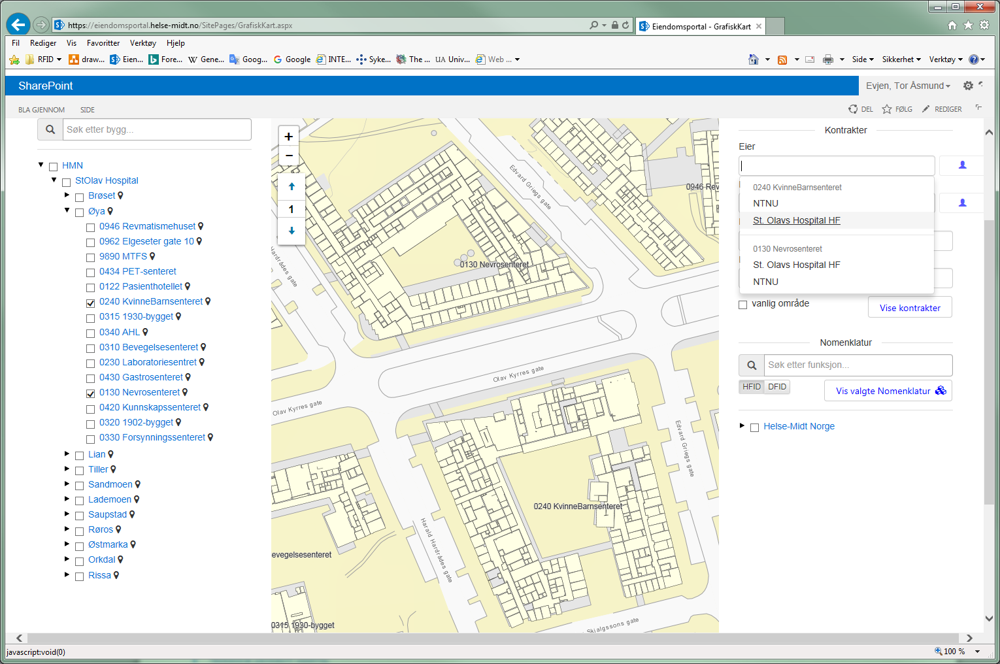 https://eiendomsportal.helse-midt.no/SitePages/GrafiskKart.aspx
Eiendomsportal - GrafiskKart
Fil Rediger Vis Favoritter Verktøy Hjelp
RFID
draw...
Eien...
Fore...
Gene...
Goog...
Google
INTE...
Syke...
The ...
Univ...
Web ...
Side Sikkerhet Verktøy
SharePoint
Evjen, Tor Åsmund
BLA GJENNOM SIDE
DEL FØLG REDIGER
Søk etter bygg...
HMN
StOlav Hospital
Brøset
Øya
0946 Revmatismehuset
0962 Elgeseter gate 10
9890 MTFS
0434 PET-senteret
0122 Pasienthotellet
0240 KvinneBarnsenteret
0315 1930-bygget
0340 AHL
0310 Bevegelsesenteret
0230 Laboratoriesentret
0430 Gastrosenteret
0130 Nevrosenteret
0420 Kunnskapssenteret
0320 1902-bygget
0330 Forsynningssenteret
Lian
Tiller
Sandmoen
Lademoen
Saupstad
Røros
Østmarka
Orkdal
Rissa
+
−
1
Edvard Griegs gate
0946 Rev
Hardrådes gate
0130 Nevrosenteret
Olav Kyrres gate
Olav Kyrres gate
Edvard Griegs gate
0240 KvinneBarnsenteret
Harald Hardrådes gate
evegelsesenteret
0315 1930-bygget
Skjalgssons gate
Kontrakter
Eier
0240 KvinneBarnsenteret
NTNU
St. Olavs Hospital HF
0130 Nevrosenteret
St. Olavs Hospital HF
NTNU
vanlig område
Vise kontrakter
Nomenklatur
Søk etter funksjon...
HFID DFID
Vis valgte Nomenklatur
Helse-Midt Norge
javascript:void(0)
100 %